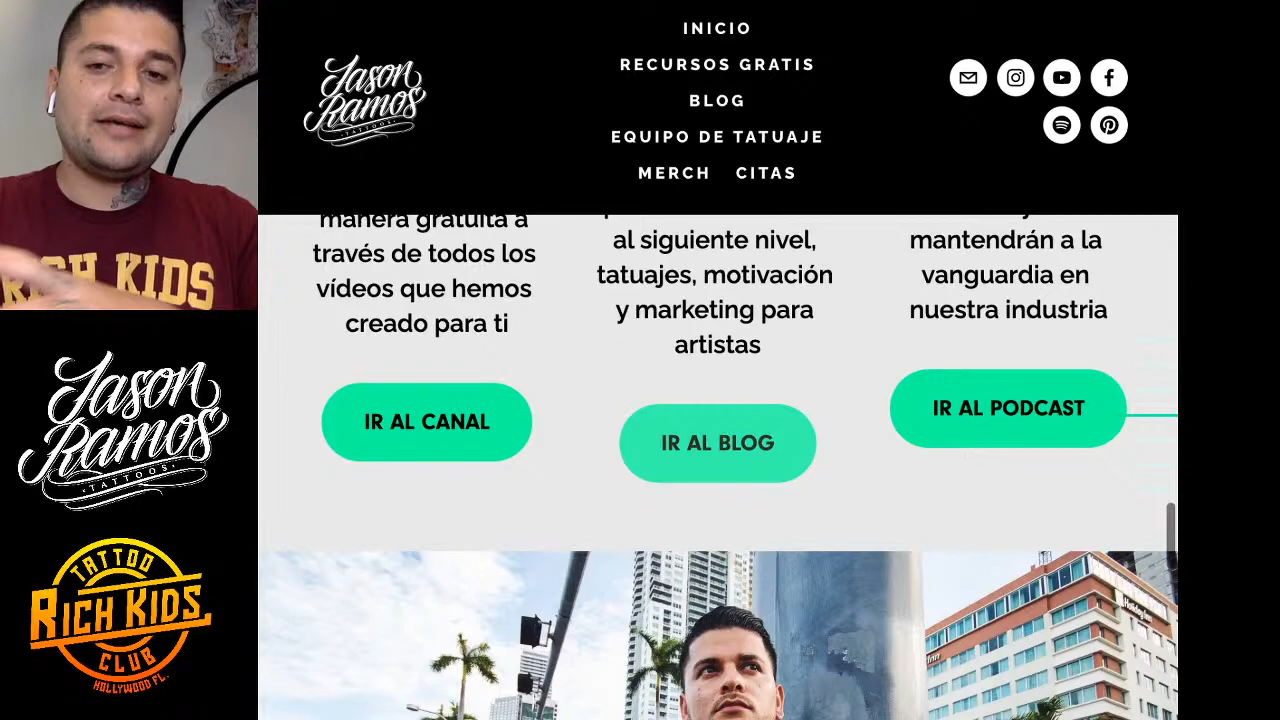 RICH KIDS
Jason
Ramos
TATTOOS
TATTOO
RICH KIDS
CLUB
HOLLYWOOD FL.
Jason
Ramos
TATTOOS
INICIO
RECURSOS GRATIS
BLOG
EQUIPO DE TATUAJE
MERCH CITAS
manera gratuita a
través de todos los
vídeos que hemos
creado para ti
IR AL CANAL
al siguiente nivel,
tatuajes, motivación
y marketing para
artistas
IR AL BLOG
mantendrán a la
vanguardia en
nuestra industria
IR AL PODCAST
Holiday Inn